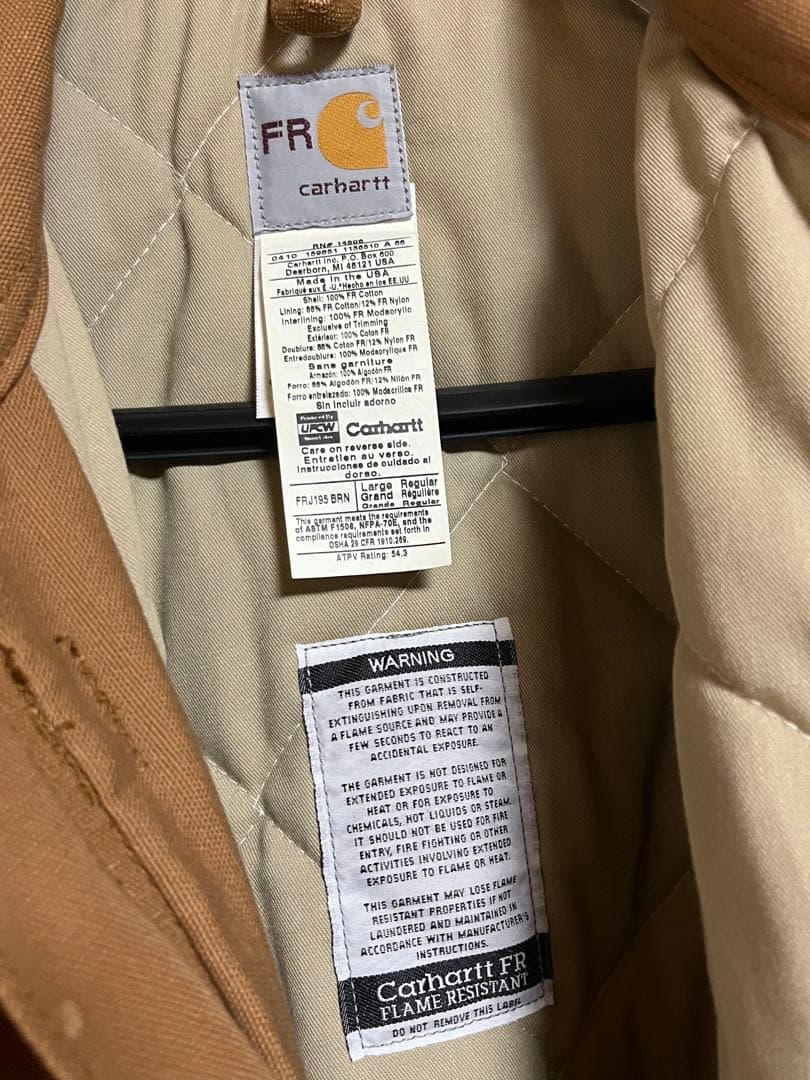 FR
carhartt
RN# 14806
0410 159651 1156510 A 66
Carhartt Inc. P.O. Box 600
Dearborn, MI 48121 USA
Made in the USA
Fabriqué aux E.-U.*Hecho en los EE.UU
Shell: 100% FR Cotton
Lining: 88% FR Cotton/12% FR Nylon
Interlining: 100% FR Modacrylic
Exclusive of Trimming
Extérieur: 100% Coton FR
Doublure: 88% Coton FR/12% FR Nylon
Entredoublure: 100% Modacrylique FR
Sans garniture
Armazón: 100% Algodón FR
Forro: 88% Algodón FR/12% Nilón FR
Forro entrelazado: 100% Modacrílico FR
Sin incluir adorno
UFCW Carhartt
Care on reverse side.
Entretien au verso.
Instrucciones de cuidado al
dorso.
FRJ195 BRN
Large Regular
Grand Régulière
Grande Regular
This garment meets the requirements
of ASTM F1506, NFPA-70E, and the
compliance requirements set forth in
OSHA 29 CFR 1910.269.
ATPV Rating: 54.3
WARNING
THIS GARMENT IS CONSTRUCTED
FROM FABRIC THAT IS SELF-
EXTINGUISHING UPON REMOVAL FROM
A FLAME SOURCE AND MAY PROVIDE A
FEW SECONDS TO REACT TO AN
ACCIDENTAL EXPOSURE.
THE GARMENT IS NOT DESIGNED FOR
EXTENDED EXPOSURE TO FLAME OR
HEAT OR FOR EXPOSURE TO
CHEMICALS, HOT LIQUIDS OR STEAM.
IT SHOULD NOT BE USED FOR FIRE
ENTRY, FIRE FIGHTING OR OTHER
ACTIVITIES INVOLVING EXTENDED
EXPOSURE TO FLAME OR HEAT.
THIS GARMENT MAY LOSE FLAME
RESISTANT PROPERTIES IF NOT
LAUNDERED AND MAINTAINED IN
ACCORDANCE WITH MANUFACTURER'S
INSTRUCTIONS.
Carhartt FR
FLAME RESISTANT
DO NOT REMOVE THIS LABEL